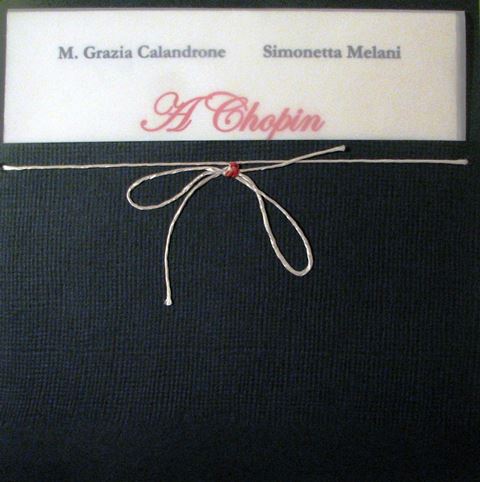 M. Grazia Calandrone Simonetta Melani
A Chopin